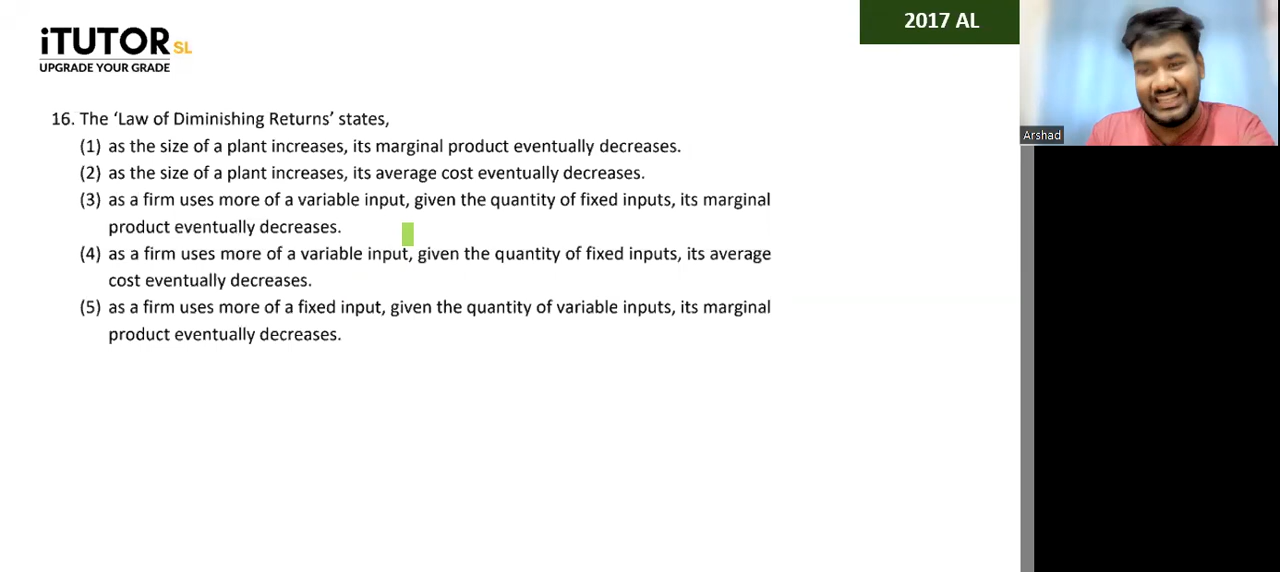 iTUTOR SL
UPGRADE YOUR GRADE
2017 AL
Arshad
16. The ‘Law of Diminishing Returns’ states,
(1) as the size of a plant increases, its marginal product eventually decreases.
(2) as the size of a plant increases, its average cost eventually decreases.
(3) as a firm uses more of a variable input, given the quantity of fixed inputs, its marginal
product eventually decreases.
(4) as a firm uses more of a variable input, given the quantity of fixed inputs, its average
cost eventually decreases.
(5) as a firm uses more of a fixed input, given the quantity of variable inputs, its marginal
product eventually decreases.